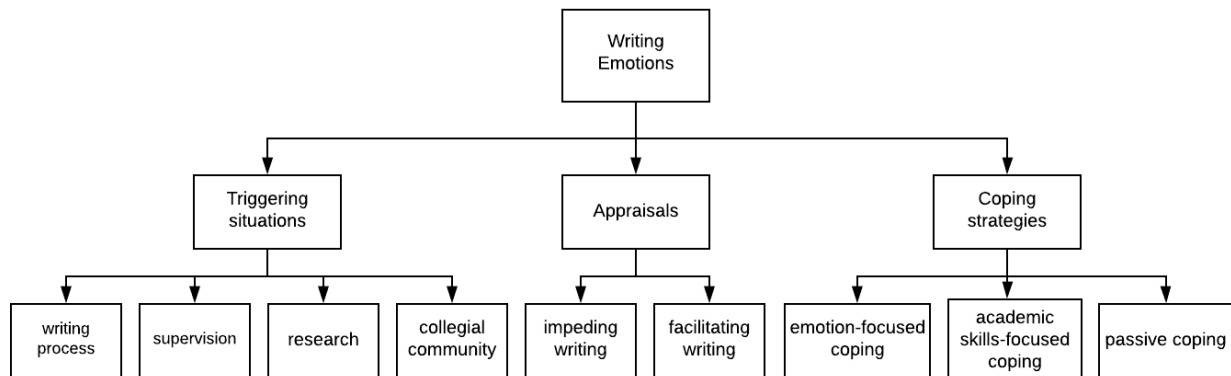 Writing
Emotions
Triggering
situations
Appraisals
Coping
strategies
writing
process
supervision
research
collegial
community
impeding
writing
facilitating
writing
emotion-focused
coping
academic
skills-focused
coping
passive coping